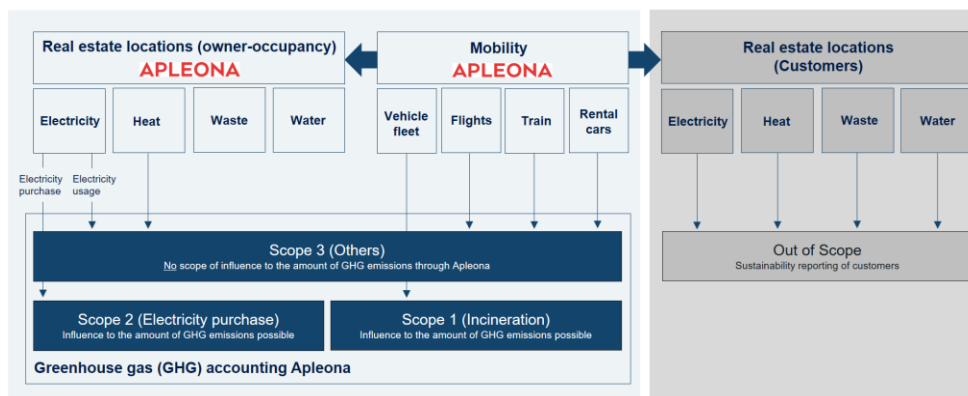 Real estate locations (owner-occupancy)
APLEONA
Mobility
APLEONA
Real estate locations
(Customers)
Electricity
Heat
Waste
Water
Vehicle
fleet
Flights
Train
Rental
cars
Electricity
Heat
Waste
Water
Electricity
purchase
Electricity
usage
Scope 3 (Others)
No scope of influence to the amount of GHG emissions through Apleona
Out of Scope
Sustainability reporting of customers
Scope 2 (Electricity purchase)
Influence to the amount of GHG emissions possible
Scope 1 (Incineration)
Influence to the amount of GHG emissions possible
Greenhouse gas (GHG) accounting Apleona